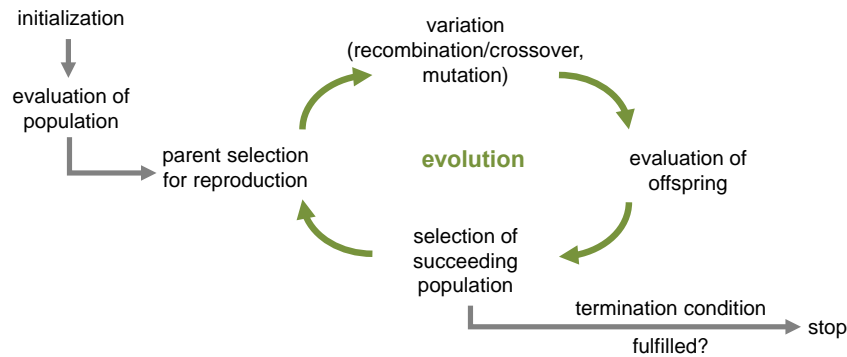 initialization
evaluation of
population
parent selection
for reproduction
variation
(recombination/crossover,
mutation)
evolution
evaluation of
offspring
selection of
succeeding
population
termination condition
fulfilled?
stop